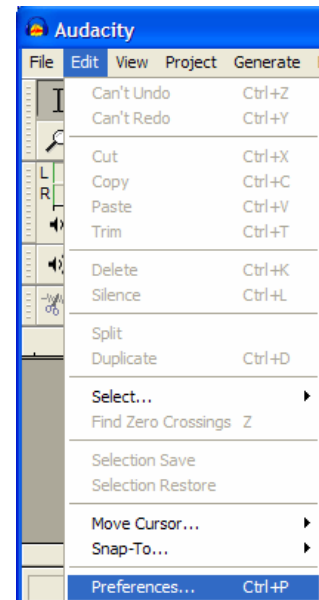 Audacity
File Edit View Project Generate
Can't Undo Ctrl+Z
Can't Redo Ctrl+Y
Cut Ctrl+X
Copy Ctrl+C
Paste Ctrl+V
Trim Ctrl+T
Delete Ctrl+K
Silence Ctrl+L
Split
Duplicate Ctrl+D
Select...
Find Zero Crossings Z
Selection Save
Selection Restore
Move Cursor...
Snap-To...
Preferences... Ctrl+P
L
R